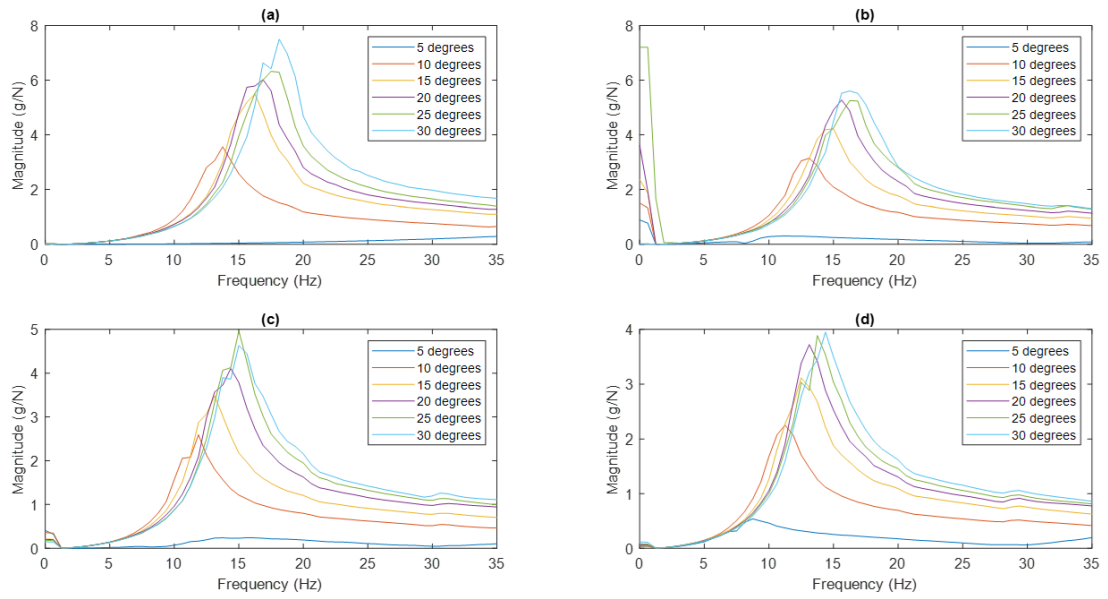 (a)
Magnitude (g/N)
8
6
4
2
0
0 5 10 15 20 25 30 35
Frequency (Hz)
5 degrees
10 degrees
15 degrees
20 degrees
25 degrees
30 degrees
(b)
Magnitude (g/N)
8
6
4
2
0
0 5 10 15 20 25 30 35
Frequency (Hz)
5 degrees
10 degrees
15 degrees
20 degrees
25 degrees
30 degrees
(c)
Magnitude (g/N)
5
4
3
2
1
0
0 5 10 15 20 25 30 35
Frequency (Hz)
5 degrees
10 degrees
15 degrees
20 degrees
25 degrees
30 degrees
(d)
Magnitude (g/N)
4
3
2
1
0
0 5 10 15 20 25 30 35
Frequency (Hz)
5 degrees
10 degrees
15 degrees
20 degrees
25 degrees
30 degrees